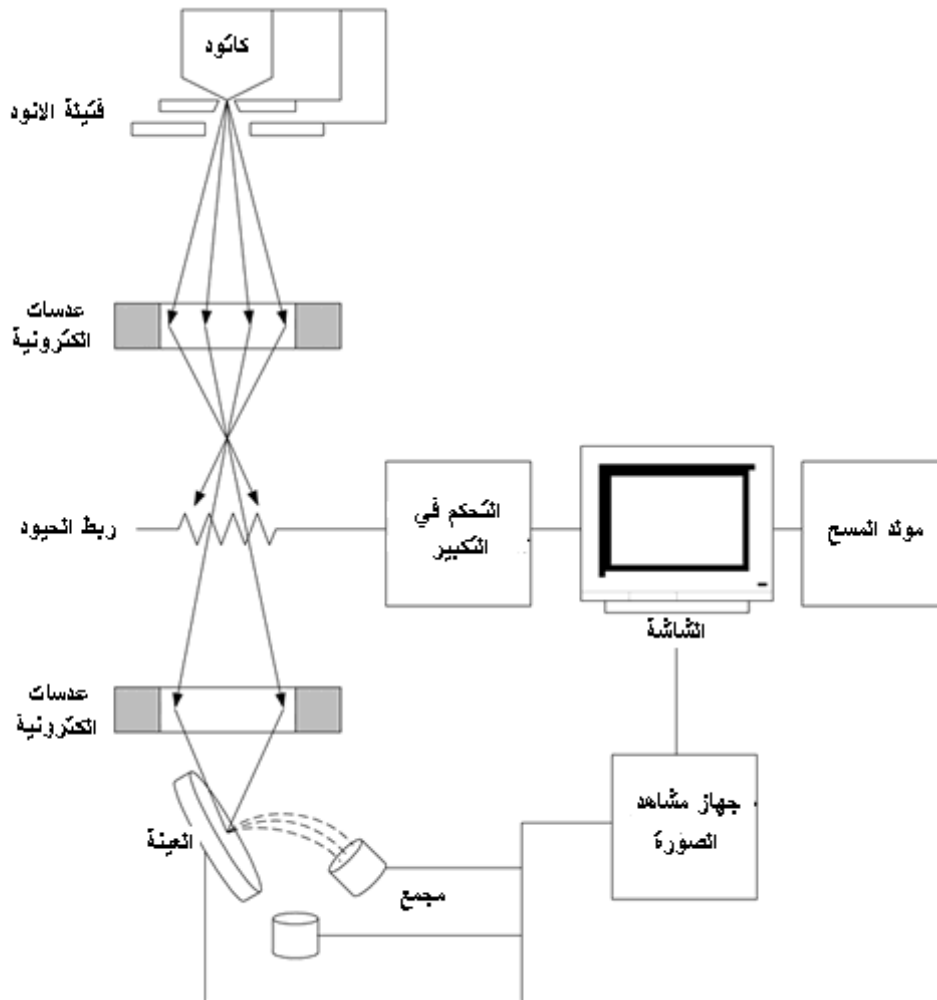 كاثود
فتيلة الانود
عدسات
الكترونية
ربط الحيود
التحكم في
التكبير
مولد المسح
الشاشة
عدسات
الكترونية
جهاز مشاهد
الصورة
العينة
مجمع